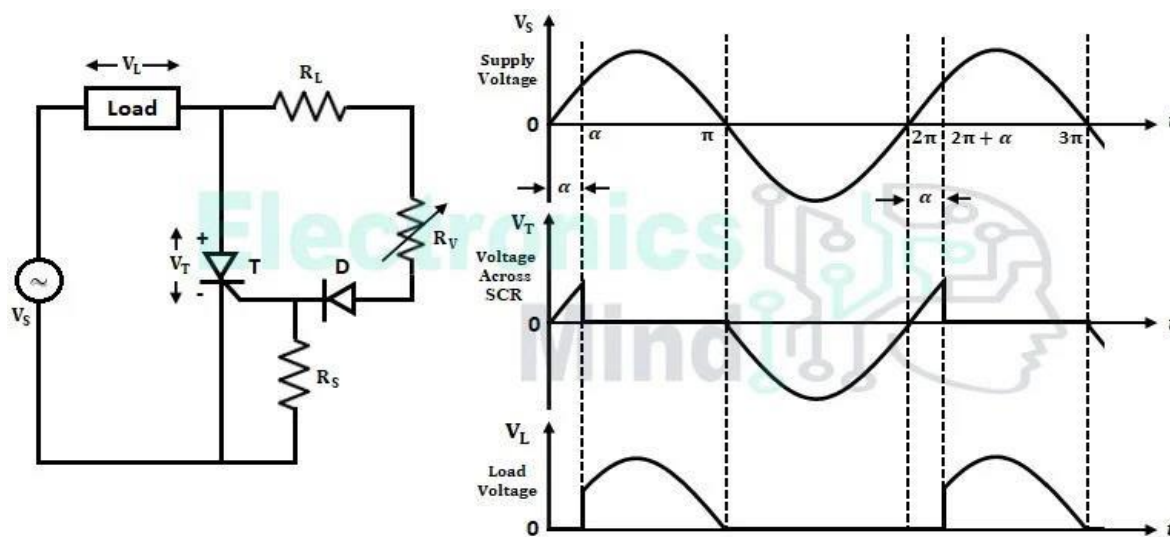 V_L
Load
R_L
R_V
+
V_T
-
T
D
V_S
~
R_S
V_S
Supply
Voltage
0
α
π
2π
2π + α
3π
α
α
V_T
Voltage
Across
SCR
0
V_L
Load
Voltage
0
Electronics
Mind